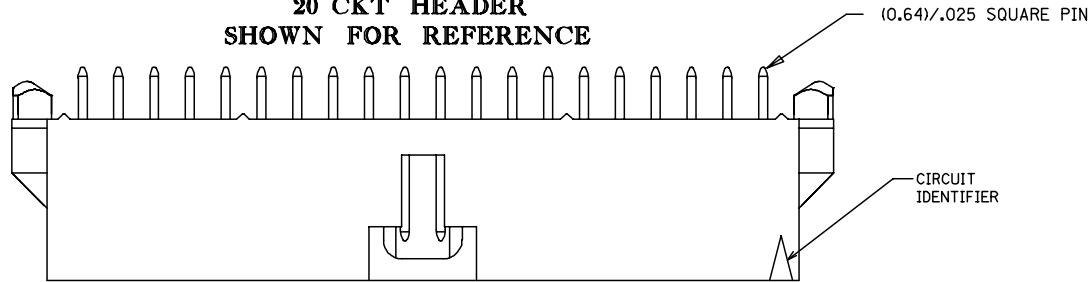 20 CKT HEADER
SHOWN FOR REFERENCE
(0.64)/.025 SQUARE PIN
CIRCUIT
IDENTIFIER